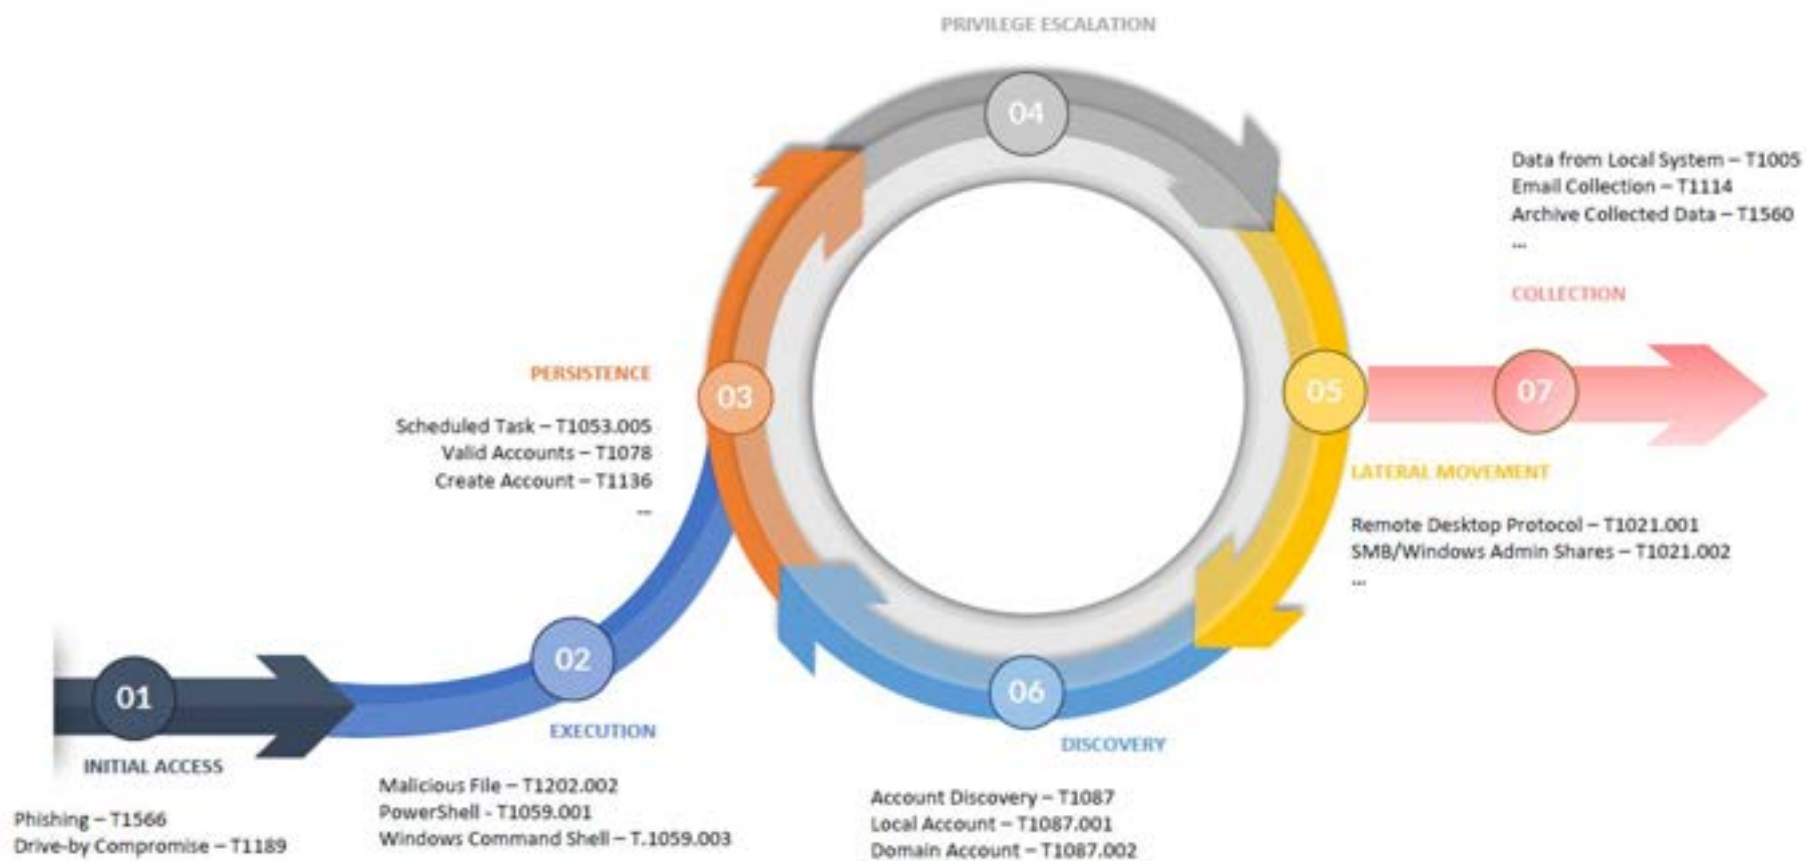 PRIVILEGE ESCALATION
04
Data from Local System – T1005
Email Collection – T1114
Archive Collected Data – T1560
...
COLLECTION
07
PERSISTENCE
03
Scheduled Task – T1053.005
Valid Accounts – T1078
Create Account – T1136
...
05
LATERAL MOVEMENT
Remote Desktop Protocol – T1021.001
SMB/Windows Admin Shares – T1021.002
...
01
INITIAL ACCESS
Phishing – T1566
Drive-by Compromise – T1189
02
EXECUTION
Malicious File – T1202.002
PowerShell - T1059.001
Windows Command Shell – T.1059.003
06
DISCOVERY
Account Discovery – T1087
Local Account – T1087.001
Domain Account – T1087.002